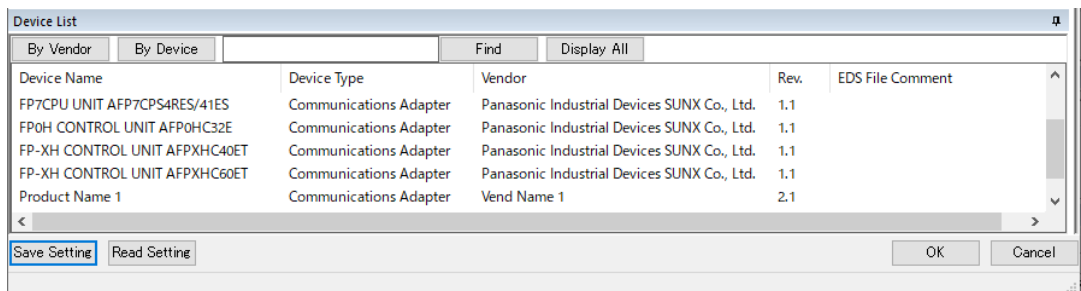 Device List
By Vendor By Device Find Display All
Device Name Device Type Vendor Rev. EDS File Comment
FP7CPU UNIT AFP7CPS4RES/41ES Communications Adapter Panasonic Industrial Devices SUNX Co., Ltd. 1.1
FP0H CONTROL UNIT AFP0HC32E Communications Adapter Panasonic Industrial Devices SUNX Co., Ltd. 1.1
FP-XH CONTROL UNIT AFPXHC40ET Communications Adapter Panasonic Industrial Devices SUNX Co., Ltd. 1.1
FP-XH CONTROL UNIT AFPXHC60ET Communications Adapter Panasonic Industrial Devices SUNX Co., Ltd. 1.1
Product Name 1 Communications Adapter Vend Name 1 2.1
Save Setting Read Setting OK Cancel